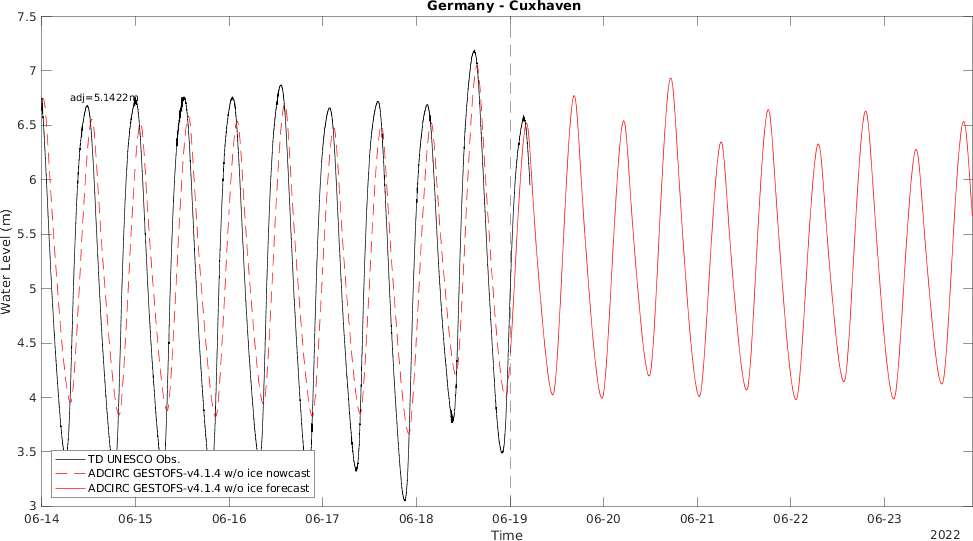 Germany - Cuxhaven
7.5
7
6.5
6
5.5
5
4.5
4
3.5
3
Water Level (m)
adj=5.1422m
TD UNESCO Obs.
ADCIRC GESTOFS-v4.1.4 w/o ice nowcast
ADCIRC GESTOFS-v4.1.4 w/o ice forecast
06-14 06-15 06-16 06-17 06-18 06-19 06-20 06-21 06-22 06-23
Time
2022